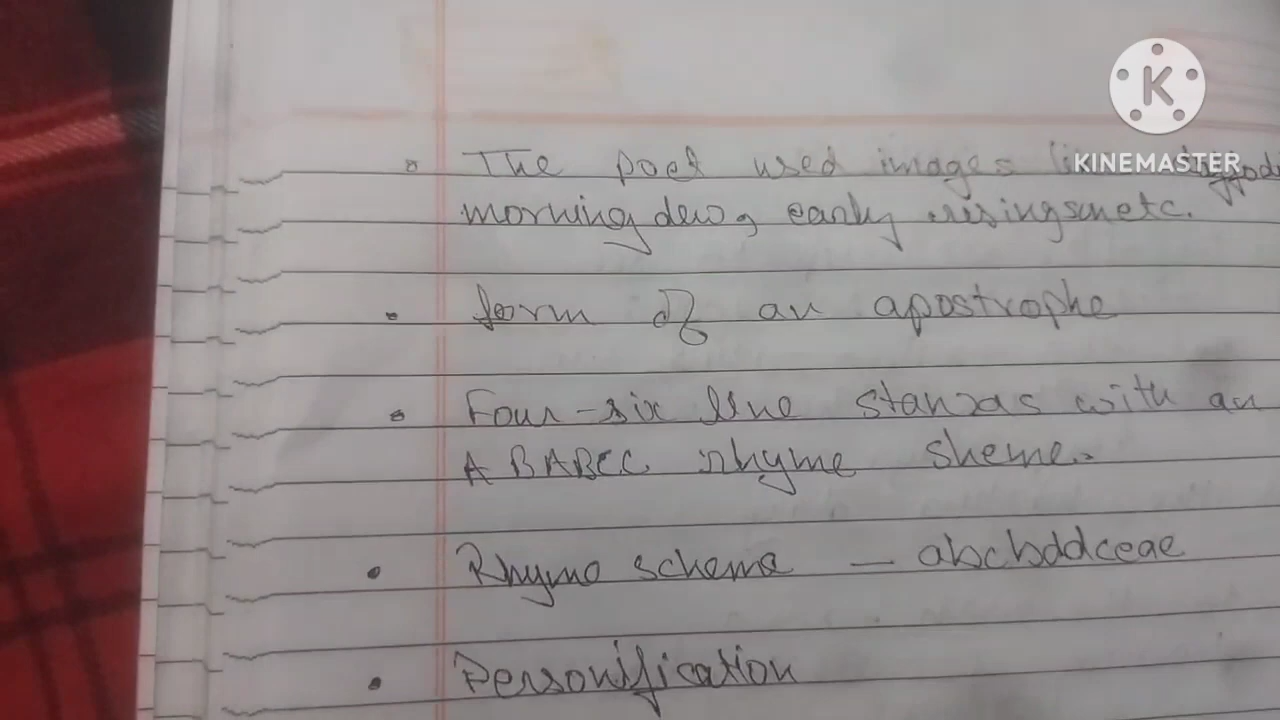 KINEMASTER
The poet used images
morning dew, early rising sun etc.
form of an apostrophe
Four-six line stanzas with an
ABABCC rhyme sheme.
Rhyme scheme — abcbddceae
Personification